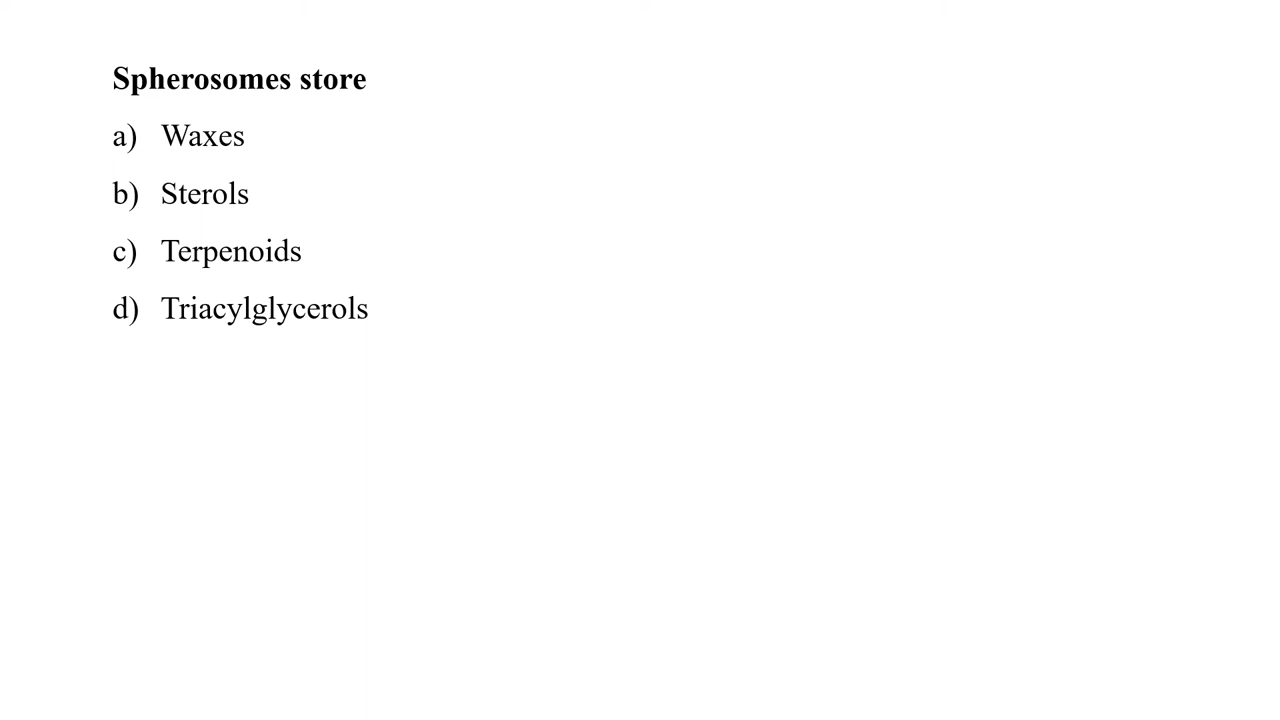 Spherosomes store
a) Waxes
b) Sterols
c) Terpenoids
d) Triacylglycerols